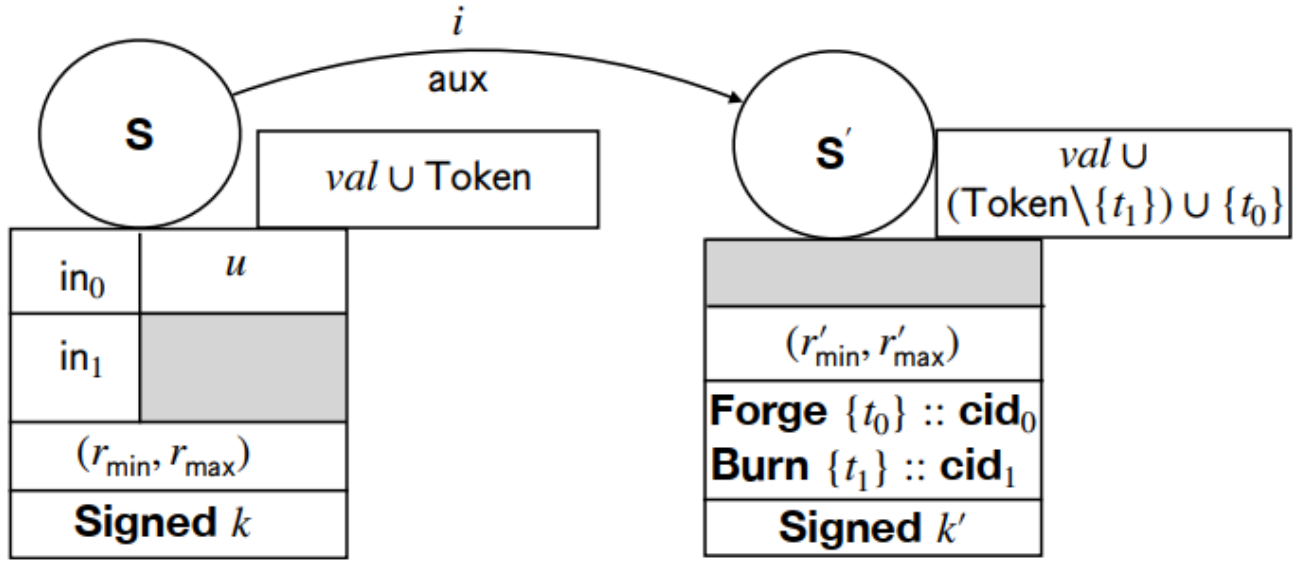 i
aux
S
val ∪ Token
S′
val ∪
(Token\{t₁}) ∪ {t₀}
in₀ u
in₁
(r_min, r_max)
Signed k
(r′_min, r′_max)
Forge {t₀} :: cid₀
Burn {t₁} :: cid₁
Signed k′